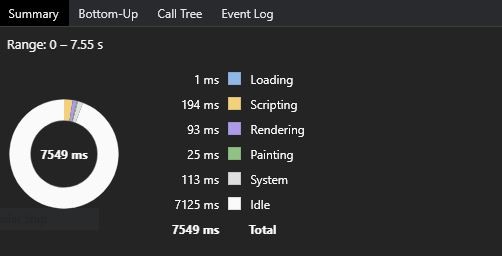 Summary Bottom-Up Call Tree Event Log
Range: 0 – 7.55 s
1 ms Loading
194 ms Scripting
93 ms Rendering
7549 ms
25 ms Painting
113 ms System
7125 ms Idle
7549 ms Total